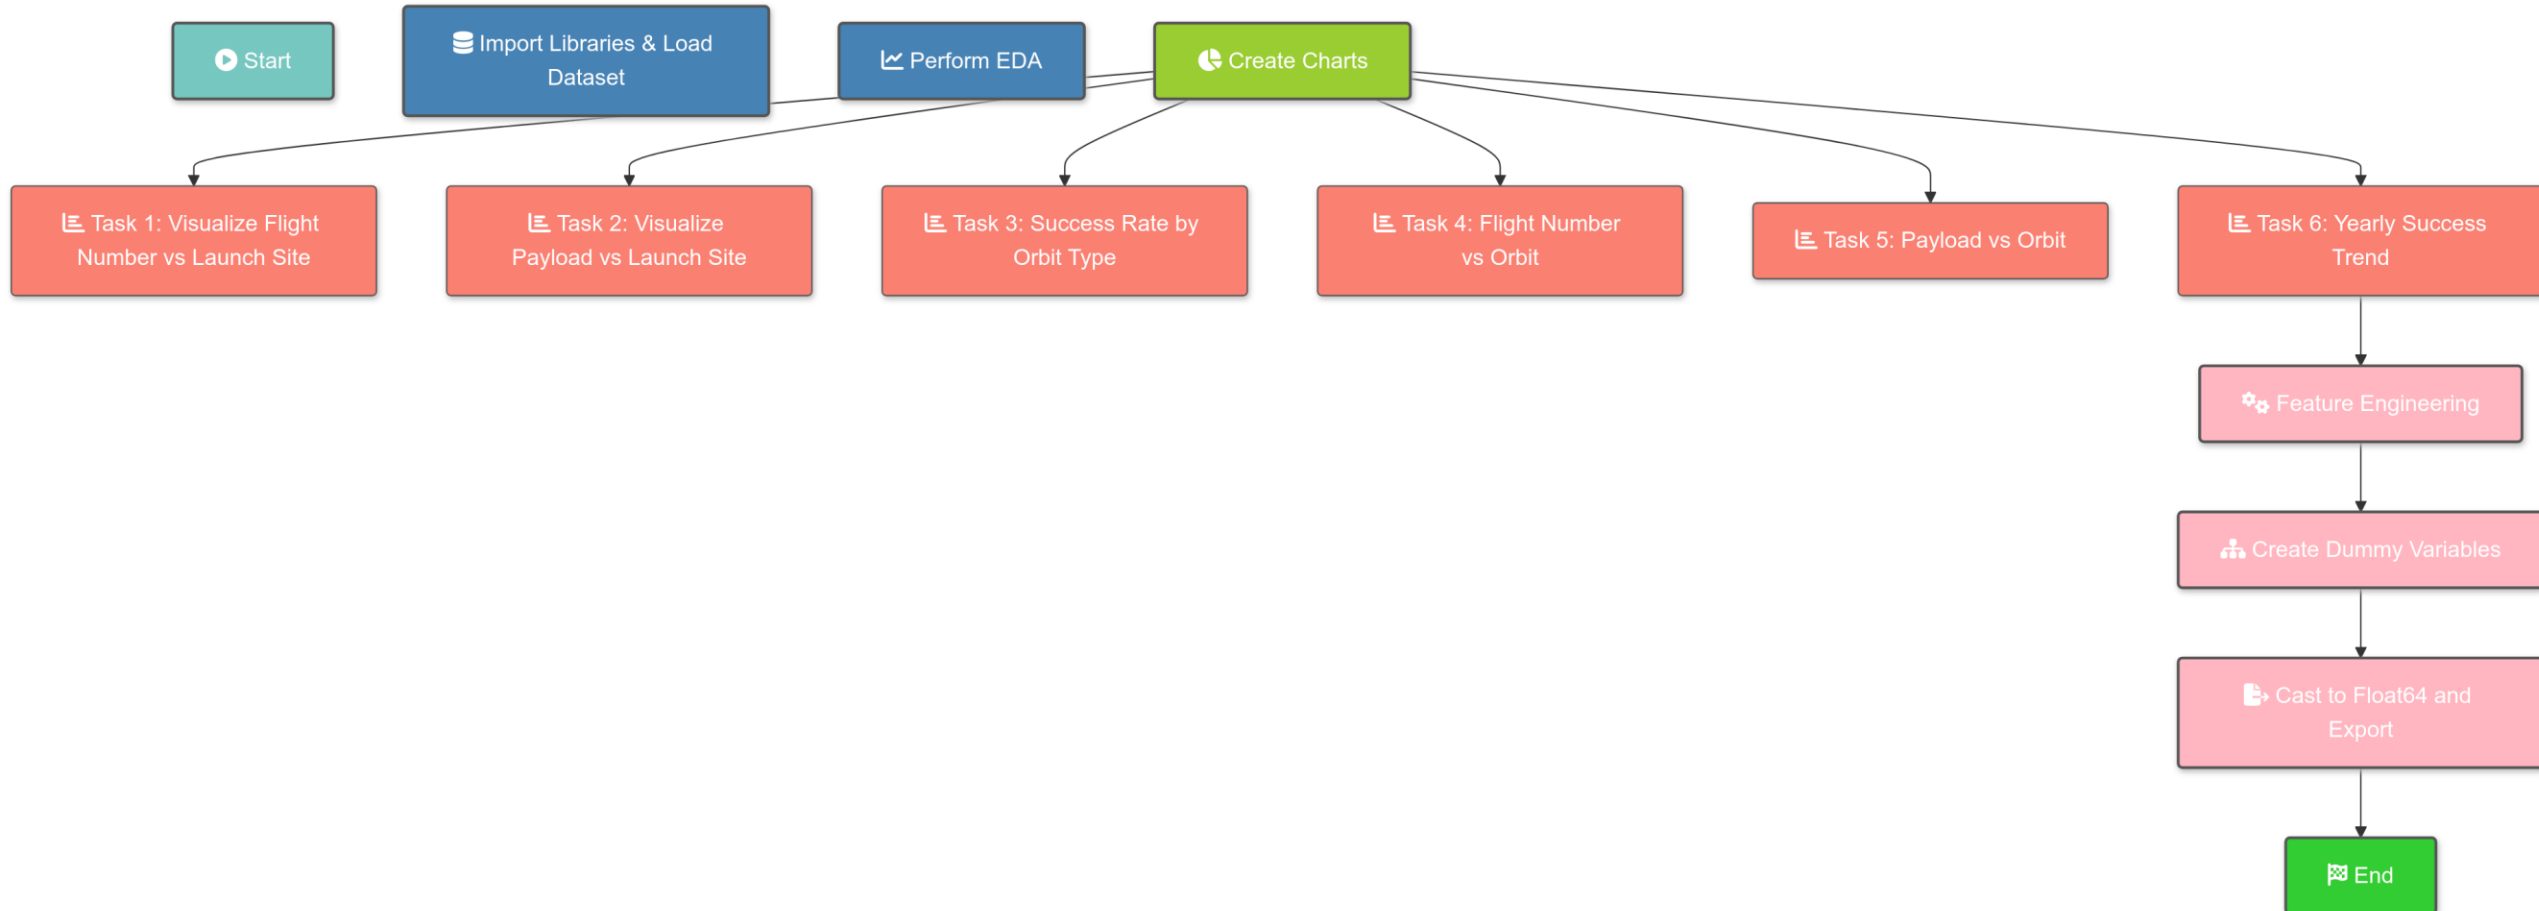 Start
Import Libraries & Load
Dataset
Perform EDA
Create Charts
Task 1: Visualize Flight
Number vs Launch Site
Task 2: Visualize
Payload vs Launch Site
Task 3: Success Rate by
Orbit Type
Task 4: Flight Number
vs Orbit
Task 5: Payload vs Orbit
Task 6: Yearly Success
Trend
Feature Engineering
Create Dummy Variables
Cast to Float64 and
Export
End